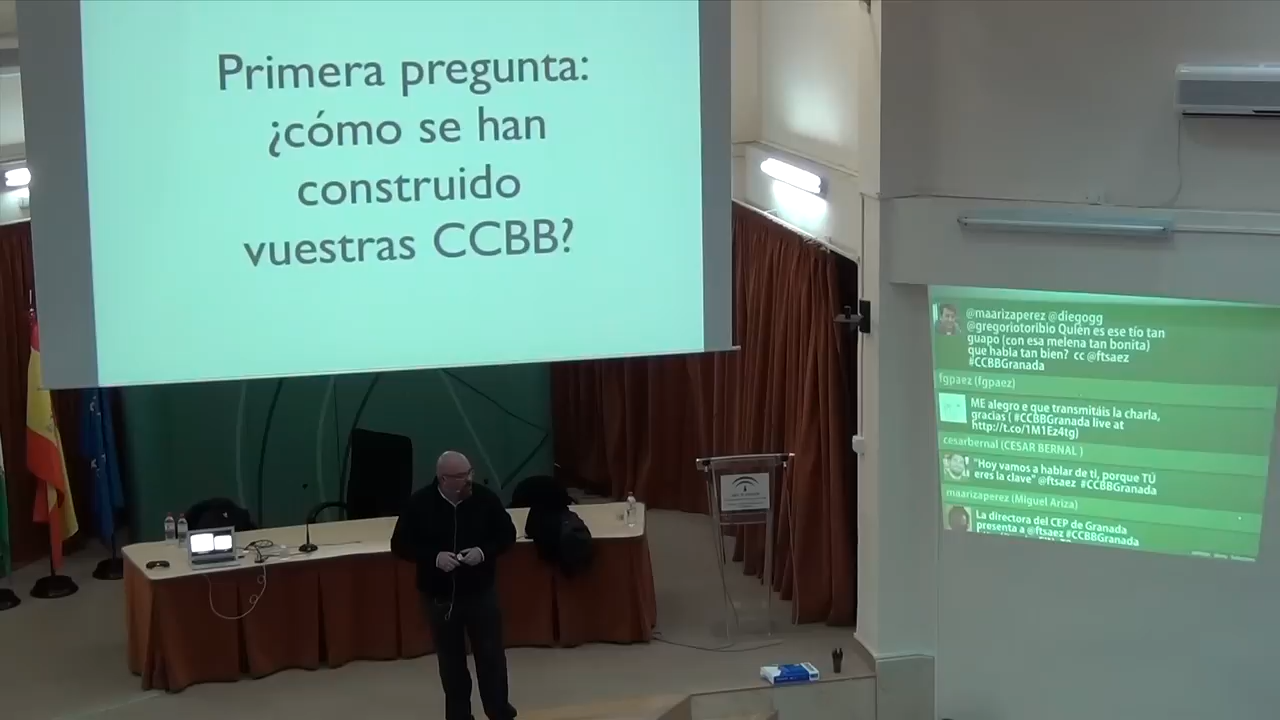 Primera pregunta:
¿cómo se han
construido
vuestras CCBB?
@maarizaperez @diegogg
@gregoriotoribio Quién es ese tío tan
guapo (con esa melena tan bonita)
que habla tan bien? cc @ftsaez
#CCBBGranada
fgpaez (fgpaez)
ME alegro e que transmitáis la charla,
gracias ( #CCBBGranada live at
http://t.co/1M1Ez4tg)
cesarbernal (CESAR BERNAL )
"Hoy vamos a hablar de ti, porque TÚ
eres la clave" @ftsaez #CCBBGranada
maarizaperez (Miguel Ariza)
La directora del CEP de Granada
presenta a @ftsaez #CCBBGranada